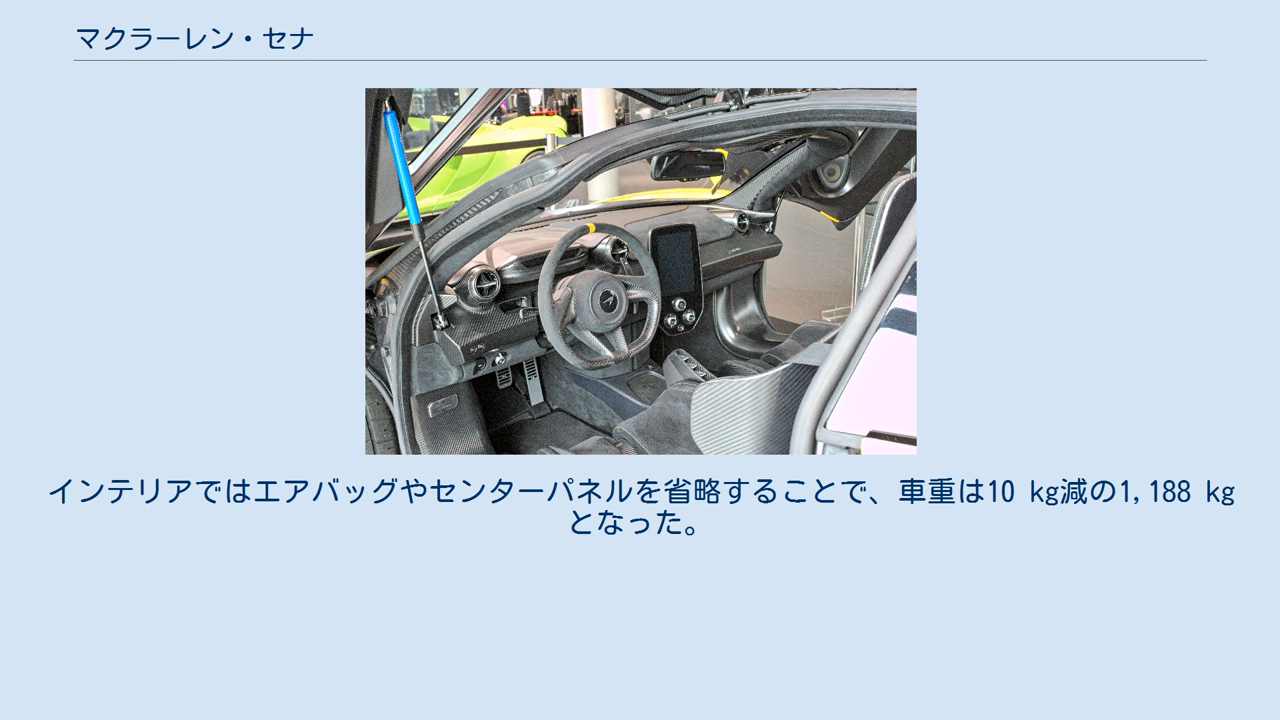 マクラーレン・セナ
インテリアではエアバッグやセンターパネルを省略することで、車重は10 kg減の1,188 kg
となった。